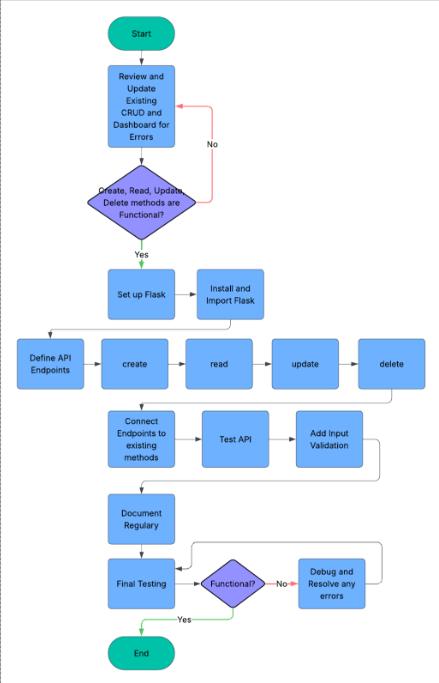 Start
Review and
Update
Existing
CRUD and
Dashboard for
Errors
No
Create, Read, Update,
Delete methods are
Functional?
Yes
Set up Flask
Install and
Import Flask
Define API
Endpoints
create
read
update
delete
Connect
Endpoints to
existing
methods
Test API
Add Input
Validation
Document
Regulary
Final Testing
Functional?
No
Debug and
Resolve any
errors
Yes
End